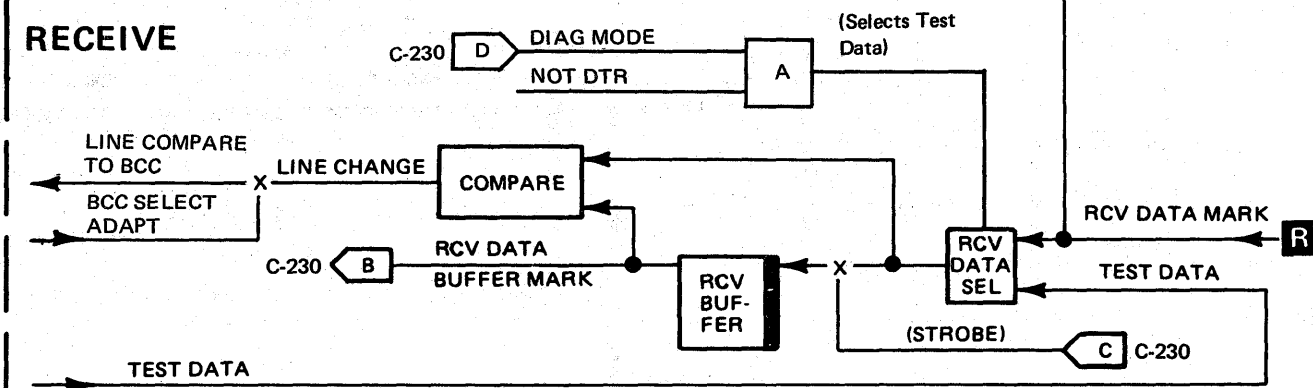 RECEIVE
(Selects Test
Data)
C-230
D
DIAG MODE
NOT DTR
A
LINE COMPARE
TO BCC
X
LINE CHANGE
COMPARE
BCC SELECT
ADAPT
RCV DATA MARK
R
C-230
B
RCV DATA
BUFFER MARK
RCV
BUF-
FER
X
RCV
DATA
SEL
TEST DATA
(STROBE)
C
C-230
TEST DATA